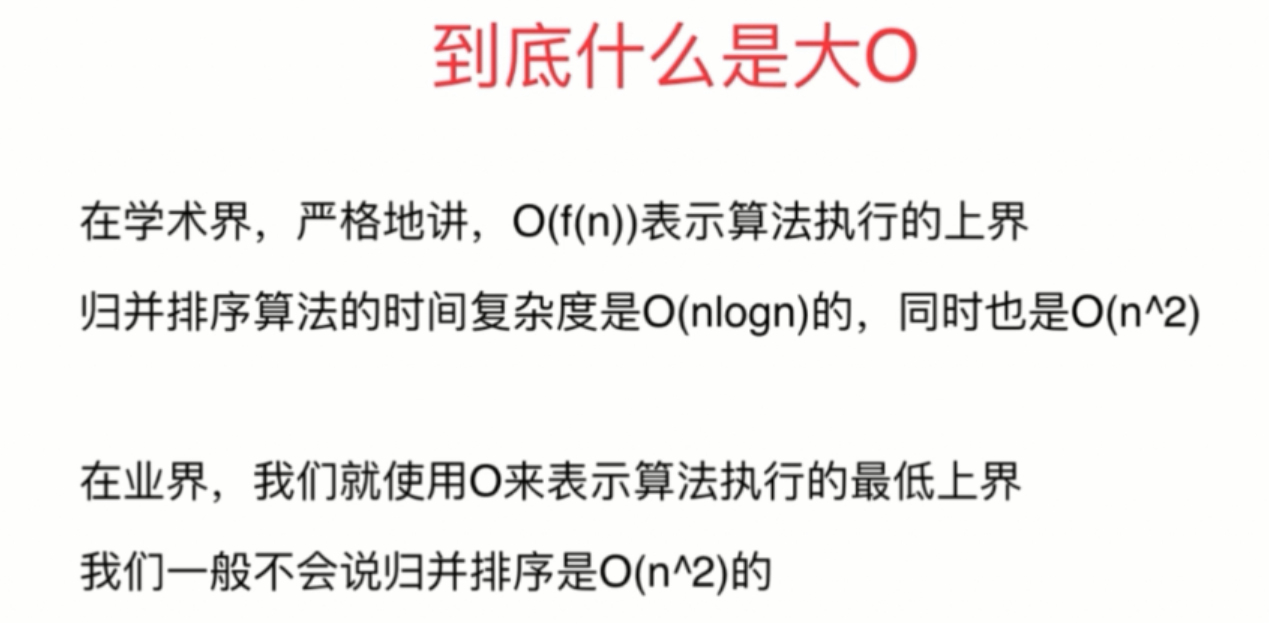 到底什么是大O
在学术界，严格地讲，O(f(n))表示算法执行的上界
归并排序算法的时间复杂度是O(nlogn)的，同时也是O(n^2)
在业界，我们就使用O来表示算法执行的最低上界
我们一般不会说归并排序是O(n^2)的